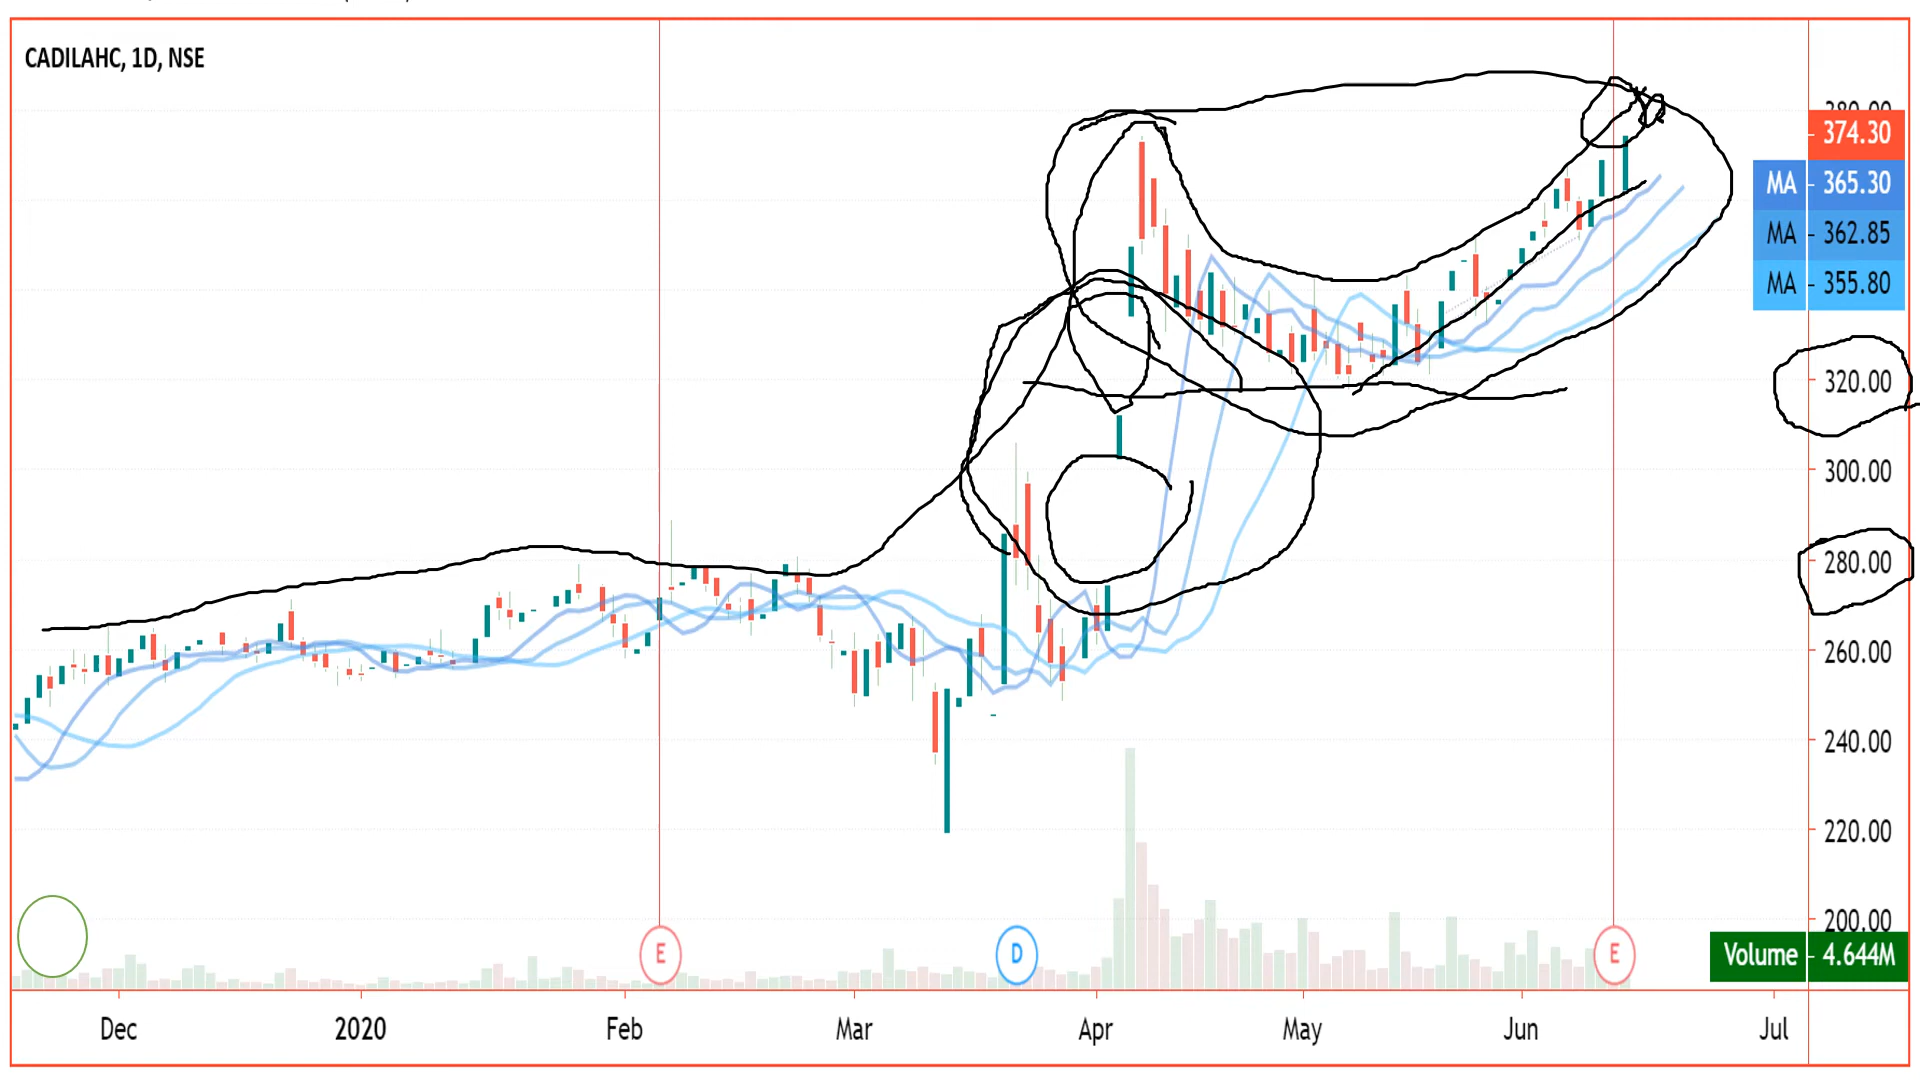 CADILAHC, 1D, NSE
380.00
374.30
MA 365.30
MA 362.85
MA 355.80
320.00
300.00
280.00
260.00
240.00
220.00
200.00
E D E
Volume 4.644M
Dec 2020 Feb Mar Apr May Jun Jul